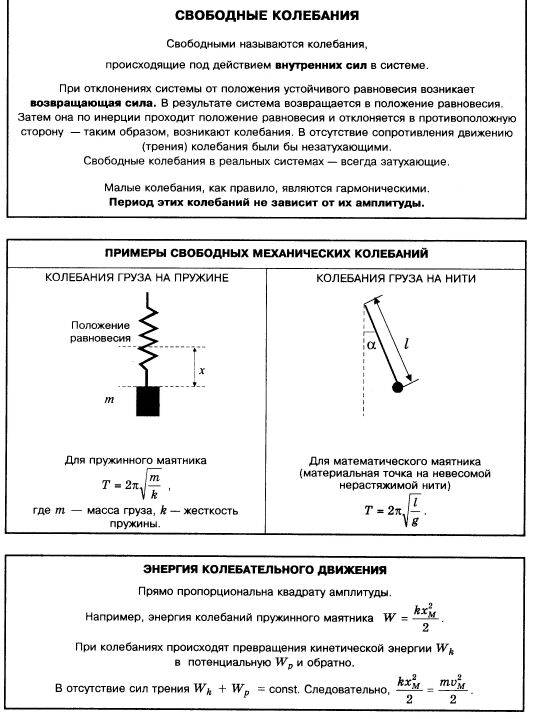 СВОБОДНЫЕ КОЛЕБАНИЯ
Свободными называются колебания,
происходящие под действием внутренних сил в системе.
При отклонениях системы от положения устойчивого равновесия возникает
возвращающая сила. В результате система возвращается в положение равновесия.
Затем она по инерции проходит положение равновесия и отклоняется в противоположную
сторону — таким образом, возникают колебания. В отсутствие сопротивления движению
(трения) колебания были бы незатухающими.
Свободные колебания в реальных системах — всегда затухающие.
Малые колебания, как правило, являются гармоническими.
Период этих колебаний не зависит от их амплитуды.
ПРИМЕРЫ СВОБОДНЫХ МЕХАНИЧЕСКИХ КОЛЕБАНИЙ
КОЛЕБАНИЯ ГРУЗА НА ПРУЖИНЕ
Положение
равновесия
x
m
Для пружинного маятника
T = 2π√(m/k) ,
где m — масса груза, k — жесткость
пружины.
КОЛЕБАНИЯ ГРУЗА НА НИТИ
α
l
Для математического маятника
(материальная точка на невесомой
нерастяжимой нити)
T = 2π√(l/g) .
ЭНЕРГИЯ КОЛЕБАТЕЛЬНОГО ДВИЖЕНИЯ
Прямо пропорциональна квадрату амплитуды.
Например, энергия колебаний пружинного маятника W = kx²_M/2 .
При колебаниях происходят превращения кинетической энергии W_k
в потенциальную W_p и обратно.
В отсутствие сил трения W_k + W_p = const. Следовательно, kx²_M/2 = mv²_M/2 .